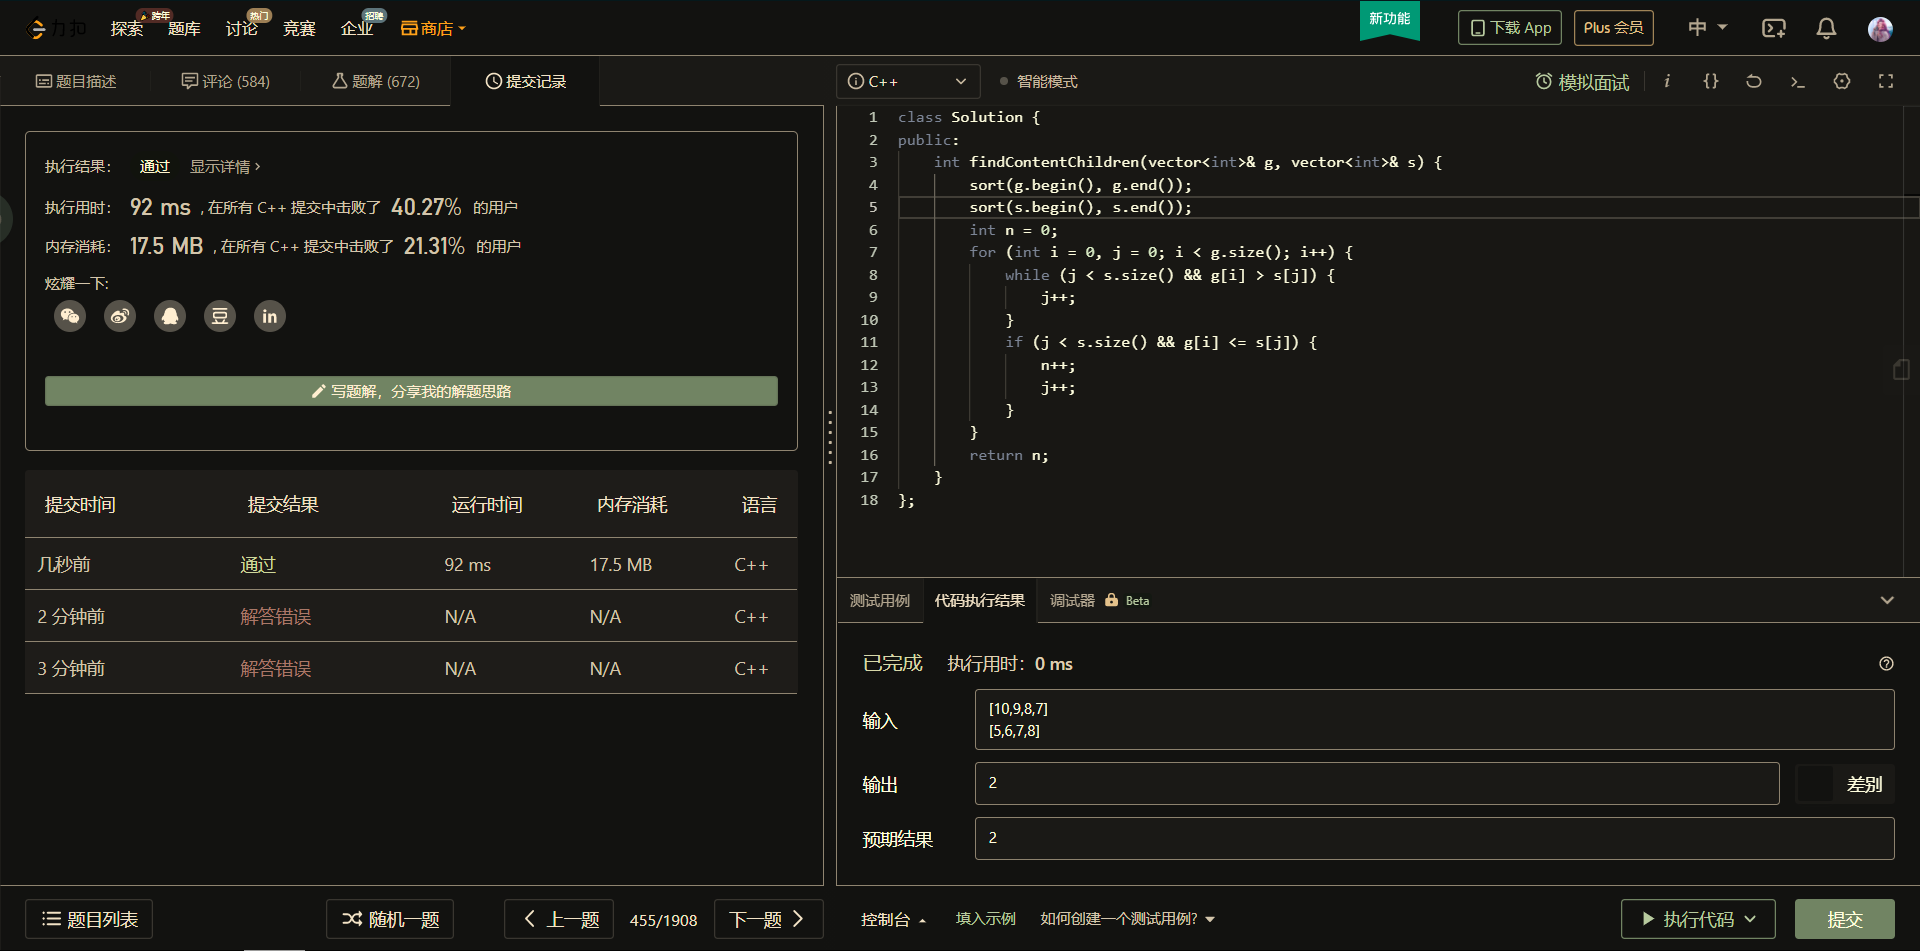 力扣
探索
跨年
题库
讨论
热门
竞赛
企业
招聘
商店
新功能
下载 App
Plus 会员
中
题目描述
评论 (584)
题解 (672)
提交记录
执行结果：
通过
显示详情 ›
执行用时：
92 ms
, 在所有 C++ 提交中击败了
40.27%
的用户
内存消耗：
17.5 MB
, 在所有 C++ 提交中击败了
21.31%
的用户
炫耀一下:
豆
in
写题解，分享我的解题思路
提交时间
提交结果
运行时间
内存消耗
语言
几秒前
通过
92 ms
17.5 MB
C++
2 分钟前
解答错误
N/A
N/A
C++
3 分钟前
解答错误
N/A
N/A
C++
题目列表
随机一题
上一题
455/1908
下一题
C++
智能模式
模拟面试
i
{}
1 class Solution {
2 public:
3 int findContentChildren(vector<int>& g, vector<int>& s) {
4 sort(g.begin(), g.end());
5 sort(s.begin(), s.end());
6 int n = 0;
7 for (int i = 0, j = 0; i < g.size(); i++) {
8 while (j < s.size() && g[i] > s[j]) {
9 j++;
10 }
11 if (j < s.size() && g[i] <= s[j]) {
12 n++;
13 j++;
14 }
15 }
16 return n;
17 }
18 };
测试用例
代码执行结果
调试器
Beta
已完成
执行用时：0 ms
输入
[10,9,8,7]
[5,6,7,8]
输出
2
差别
预期结果
2
控制台
填入示例
如何创建一个测试用例?
执行代码
提交